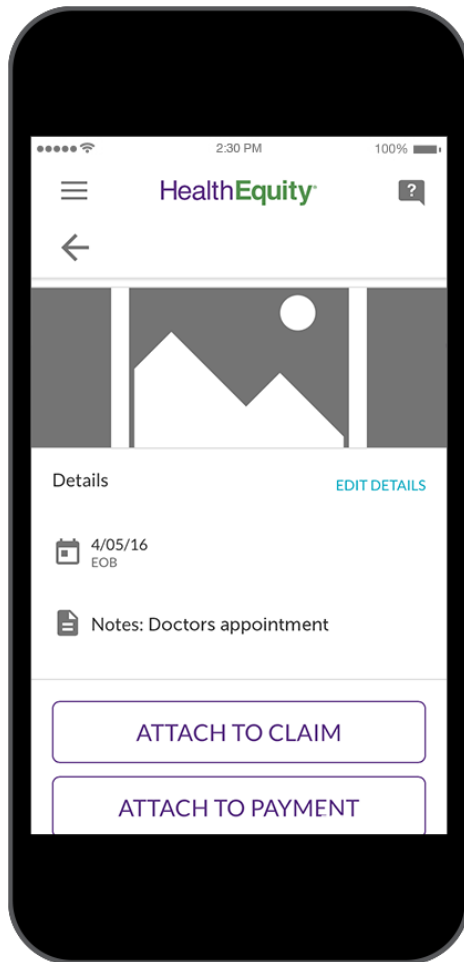 2:30 PM
100%
HealthEquity
?
Details
EDIT DETAILS
4/05/16
EOB
Notes: Doctors appointment
ATTACH TO CLAIM
ATTACH TO PAYMENT